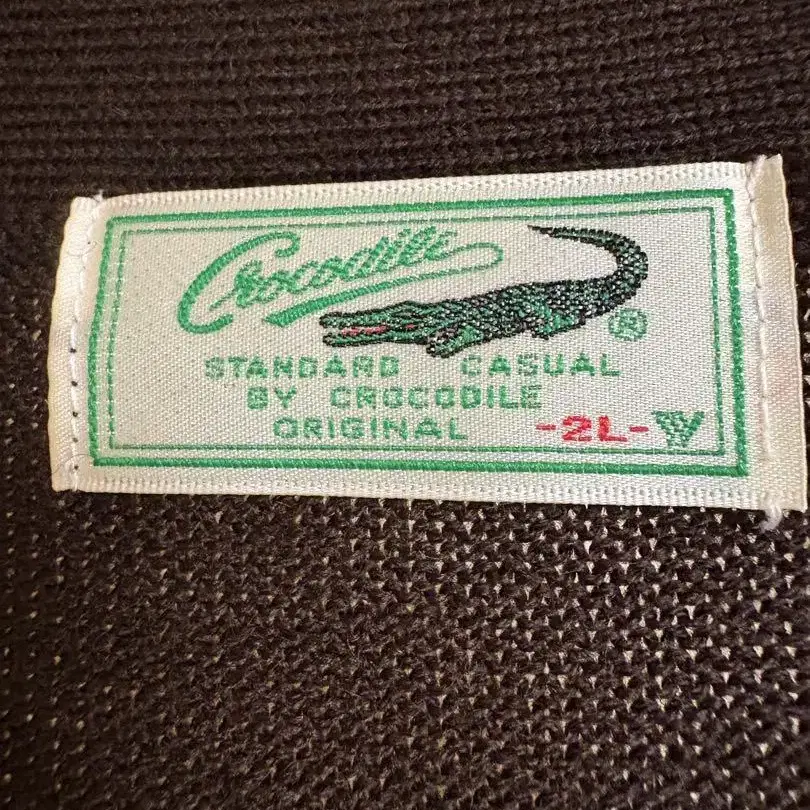 Crocodile
®
STANDARD CASUAL
BY CROCODILE
ORIGINAL -2L-